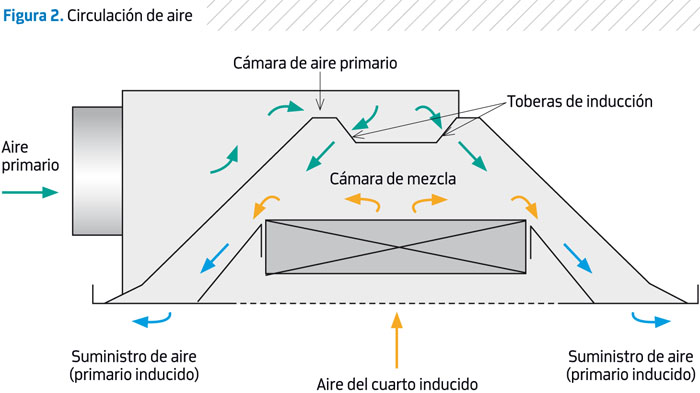 Figura 2. Circulación de aire
Cámara de aire primario
Toberas de inducción
Aire
primario
Cámara de mezcla
Suministro de aire
(primario inducido)
Aire del cuarto inducido
Suministro de aire
(primario inducido)